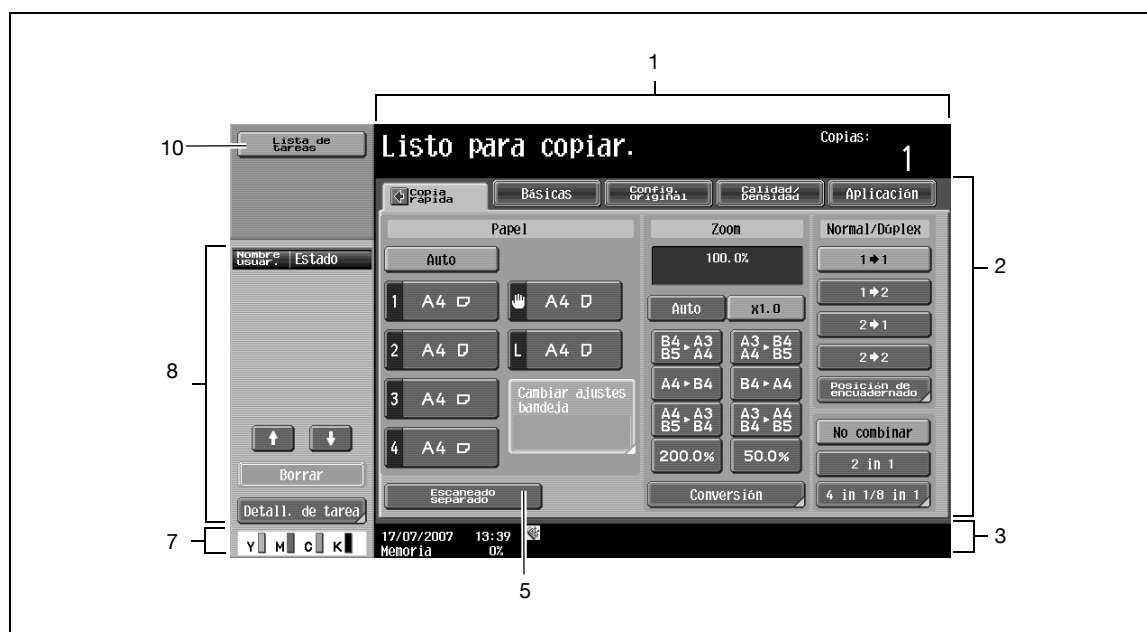 1
10
Lista de
tareas
Listo para copiar.
Copias:
1
Copia
rápida
Básicas
Config.
original
Calidad/
Densidad
Aplicación
2
Nombre
usuar.
Estado
8
Papel
Auto
1 A4
A4
2 A4
L A4
3 A4
Cambiar ajustes
bandeja
4 A4
Escaneado
separado
5
Zoom
100.0%
Auto
x1.0
B4▸A3
B5▸A4
A3▸B4
A4▸B5
A4▸B4
B4▸A4
A4▸A3
B5▸B4
A3▸A4
B4▸B5
200.0%
50.0%
Conversión
Normal/Dúplex
1➔1
1➔2
2➔1
2➔2
Posición de
encuadernado
No combinar
2 in 1
4 in 1/8 in 1
Borrar
Detall. de tarea
7
Y M C K
17/07/2007 13:39
Memoria 0%
3